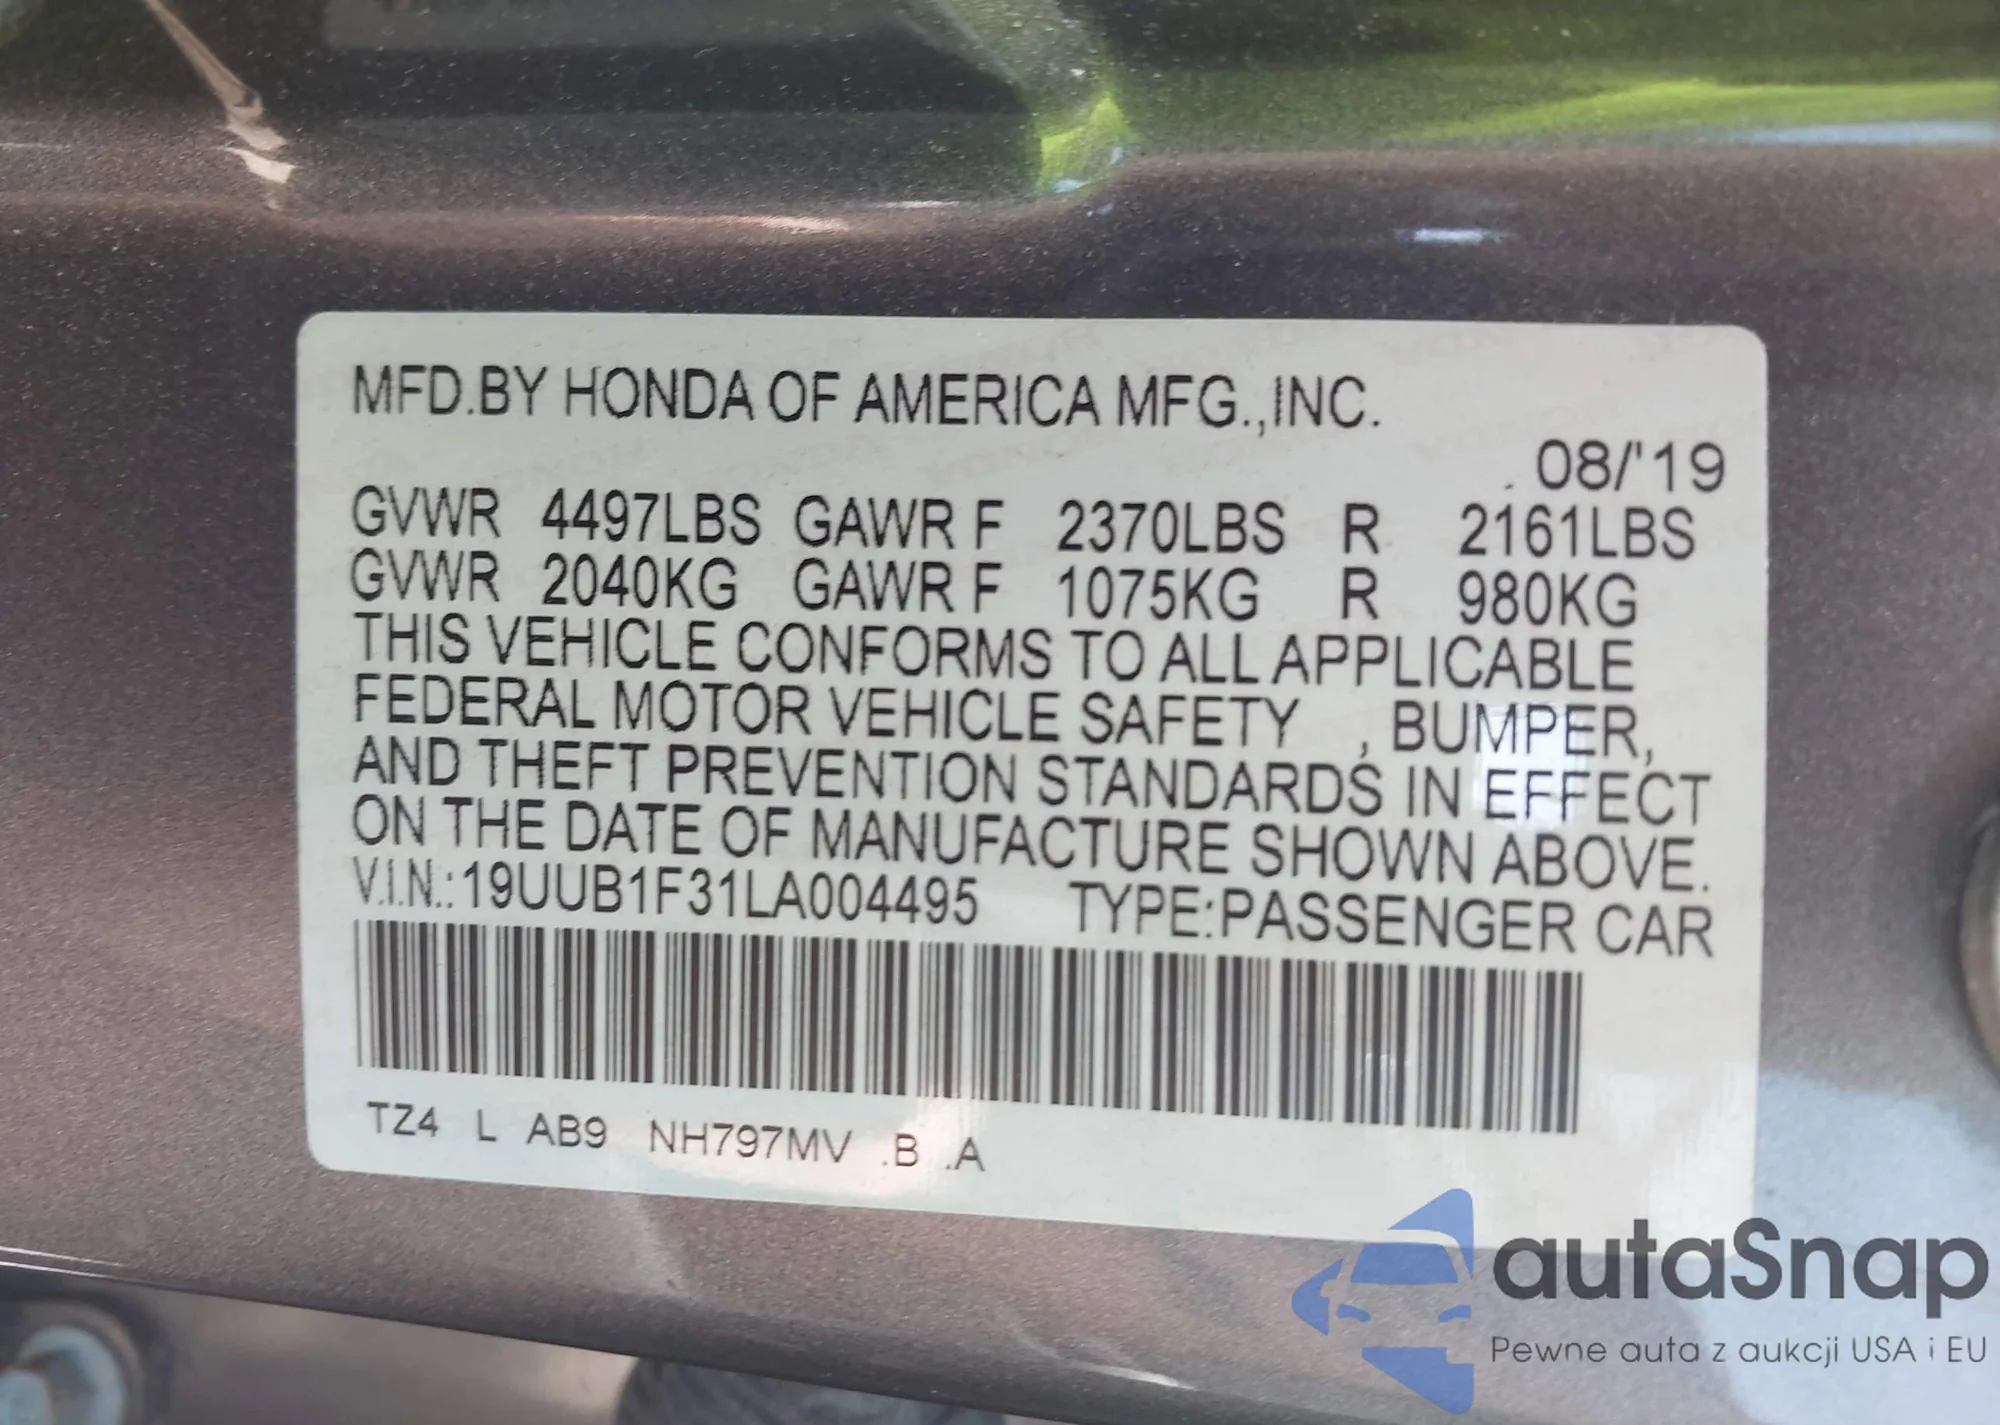 MFD.BY HONDA OF AMERICA MFG.,INC.
08/'19
GVWR 4497LBS GAWR F 2370LBS R 2161LBS
GVWR 2040KG GAWR F 1075KG R 980KG
THIS VEHICLE CONFORMS TO ALL APPLICABLE
FEDERAL MOTOR VEHICLE SAFETY , BUMPER,
AND THEFT PREVENTION STANDARDS IN EFFECT
ON THE DATE OF MANUFACTURE SHOWN ABOVE.
V.I.N.:19UUB1F31LA004495 TYPE:PASSENGER CAR
TZ4 L AB9 NH797MV .B .A
autaSnap
Pewne auta z aukcji USA i EU